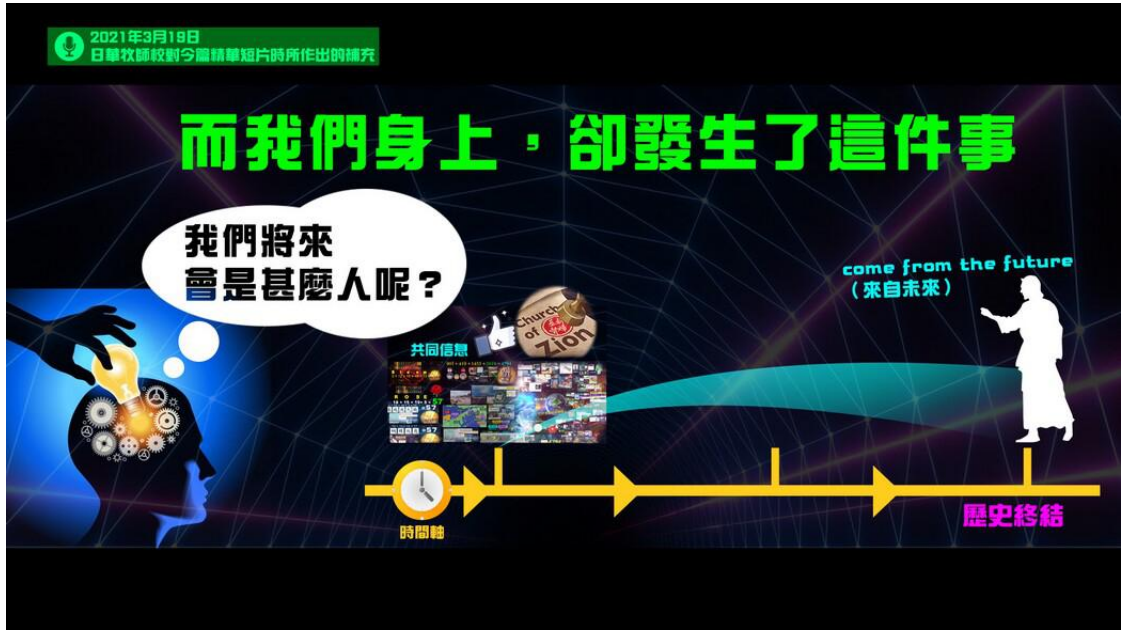 2021年3月19日
日華牧師校對今篇精華短片時所作出的補充
而我們身上，卻發生了這件事
我們將來
會是甚麼人呢？
come from the future
（來自未來）
Church
of
Zion
共同信息
ROSE
=57
=57
時間軸
歷史終結